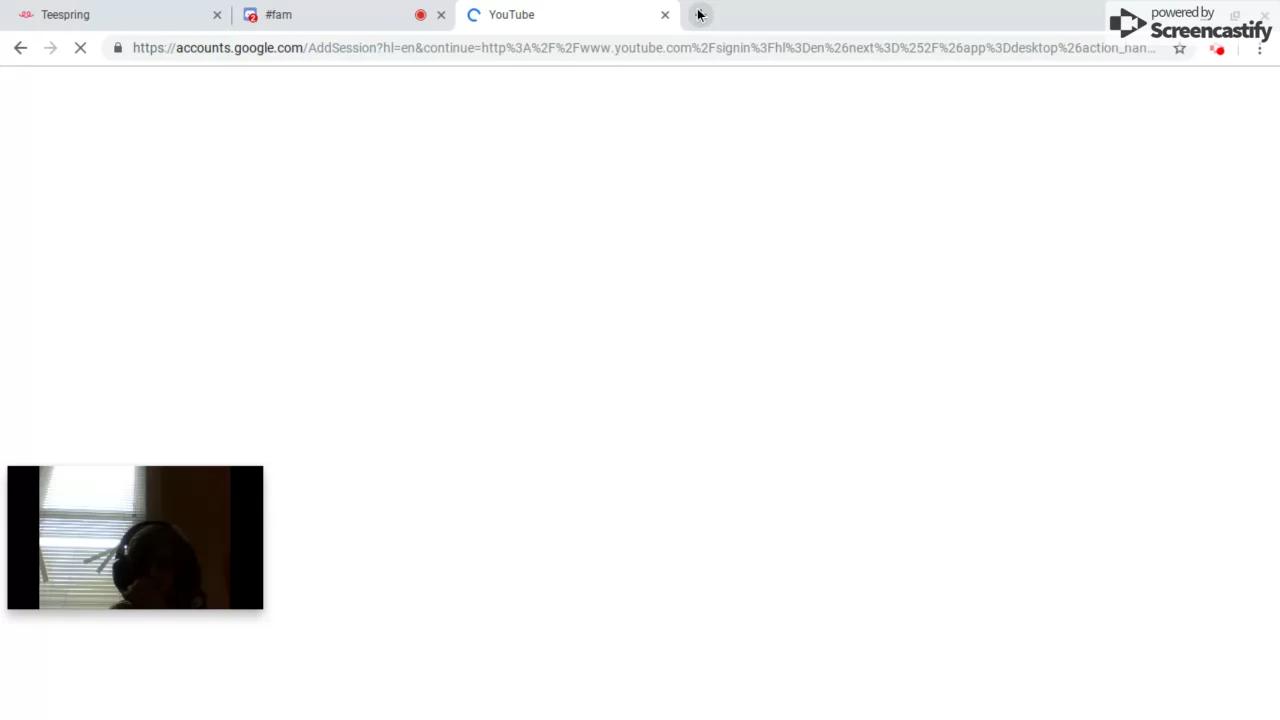 Teespring
2
#fam
YouTube
powered by
Screencastify
https://accounts.google.com/AddSession?hl=en&continue=http%3A%2F%2Fwww.youtube.com%2Fsignin%3Fhl%3Den%26next%3D%252F%26app%3Ddesktop%26action_han...